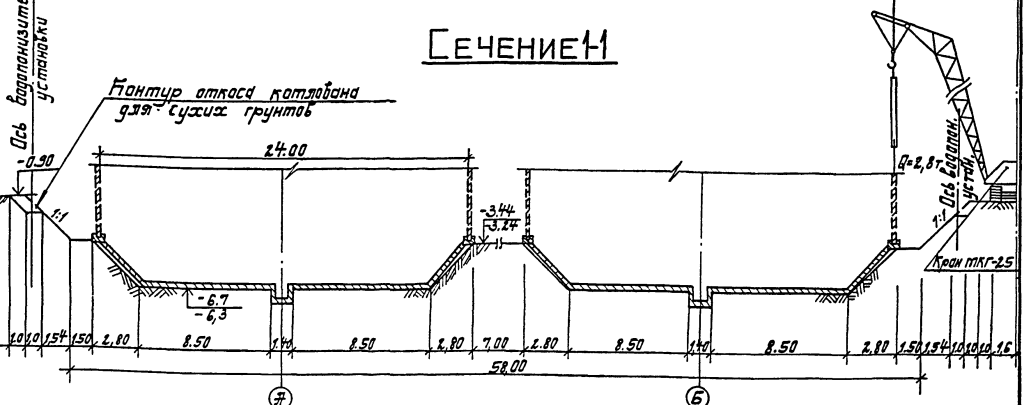 Сечение 1-1
Ось водопонизите
установки
Контур откоса котлована
для сухих грунтов
-0.90
24.00
1:1
-3.44
-3.24
Q=2,8т.
Ось водопон.
устан.
1:1
Кран МКГ-25
-6.7
-6,3
1.0 1.0 1.54 1.50 2.80 8.50 1.40 8.50 2.80 7.00 2.80 8.50 1.40 8.50 2.80 1.50 1.54 1.0 1.0 1.0 1.6
58.00
А Б